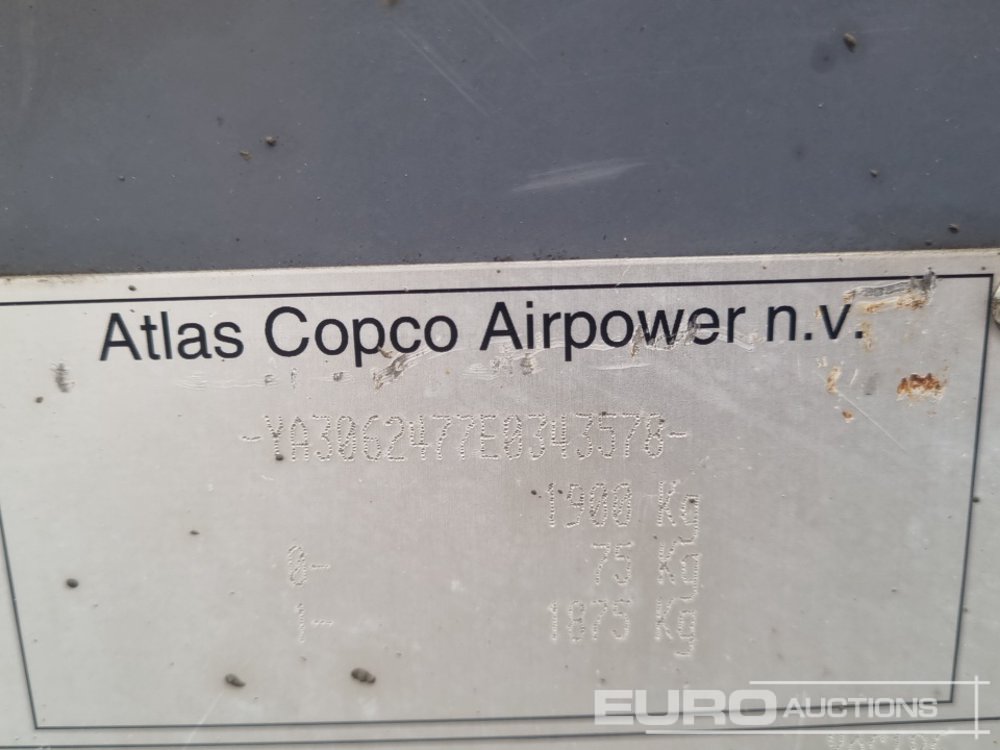 Atlas Copco Airpower n.v.
-YA3062477E0343578-
1900 Kg
0- 75 Kg
1- 1875 Kg
EURO AUCTIONS